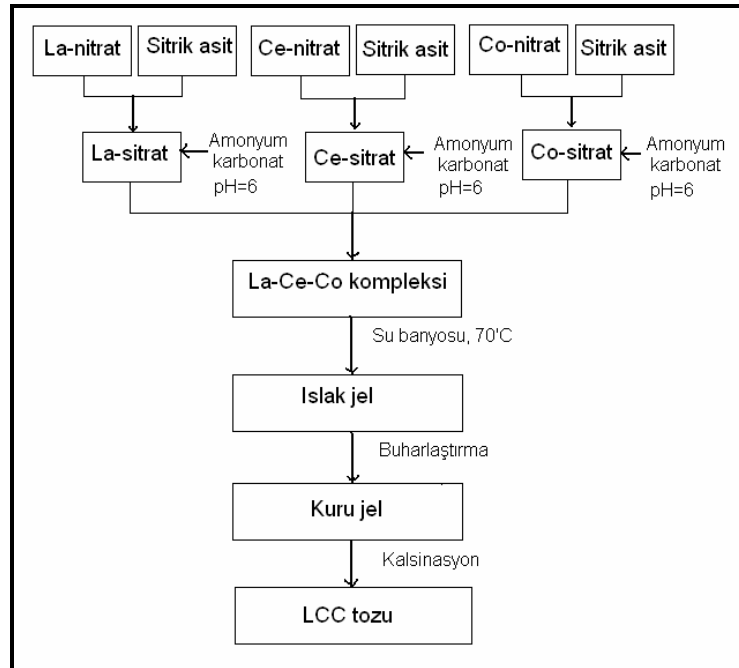 La-nitrat
Sitrik asit
Ce-nitrat
Sitrik asit
Co-nitrat
Sitrik asit
La-sitrat
Amonyum
karbonat
pH=6
Ce-sitrat
Amonyum
karbonat
pH=6
Co-sitrat
Amonyum
karbonat
pH=6
La-Ce-Co kompleksi
Su banyosu, 70'C
Islak jel
Buharlaştırma
Kuru jel
Kalsinasyon
LCC tozu